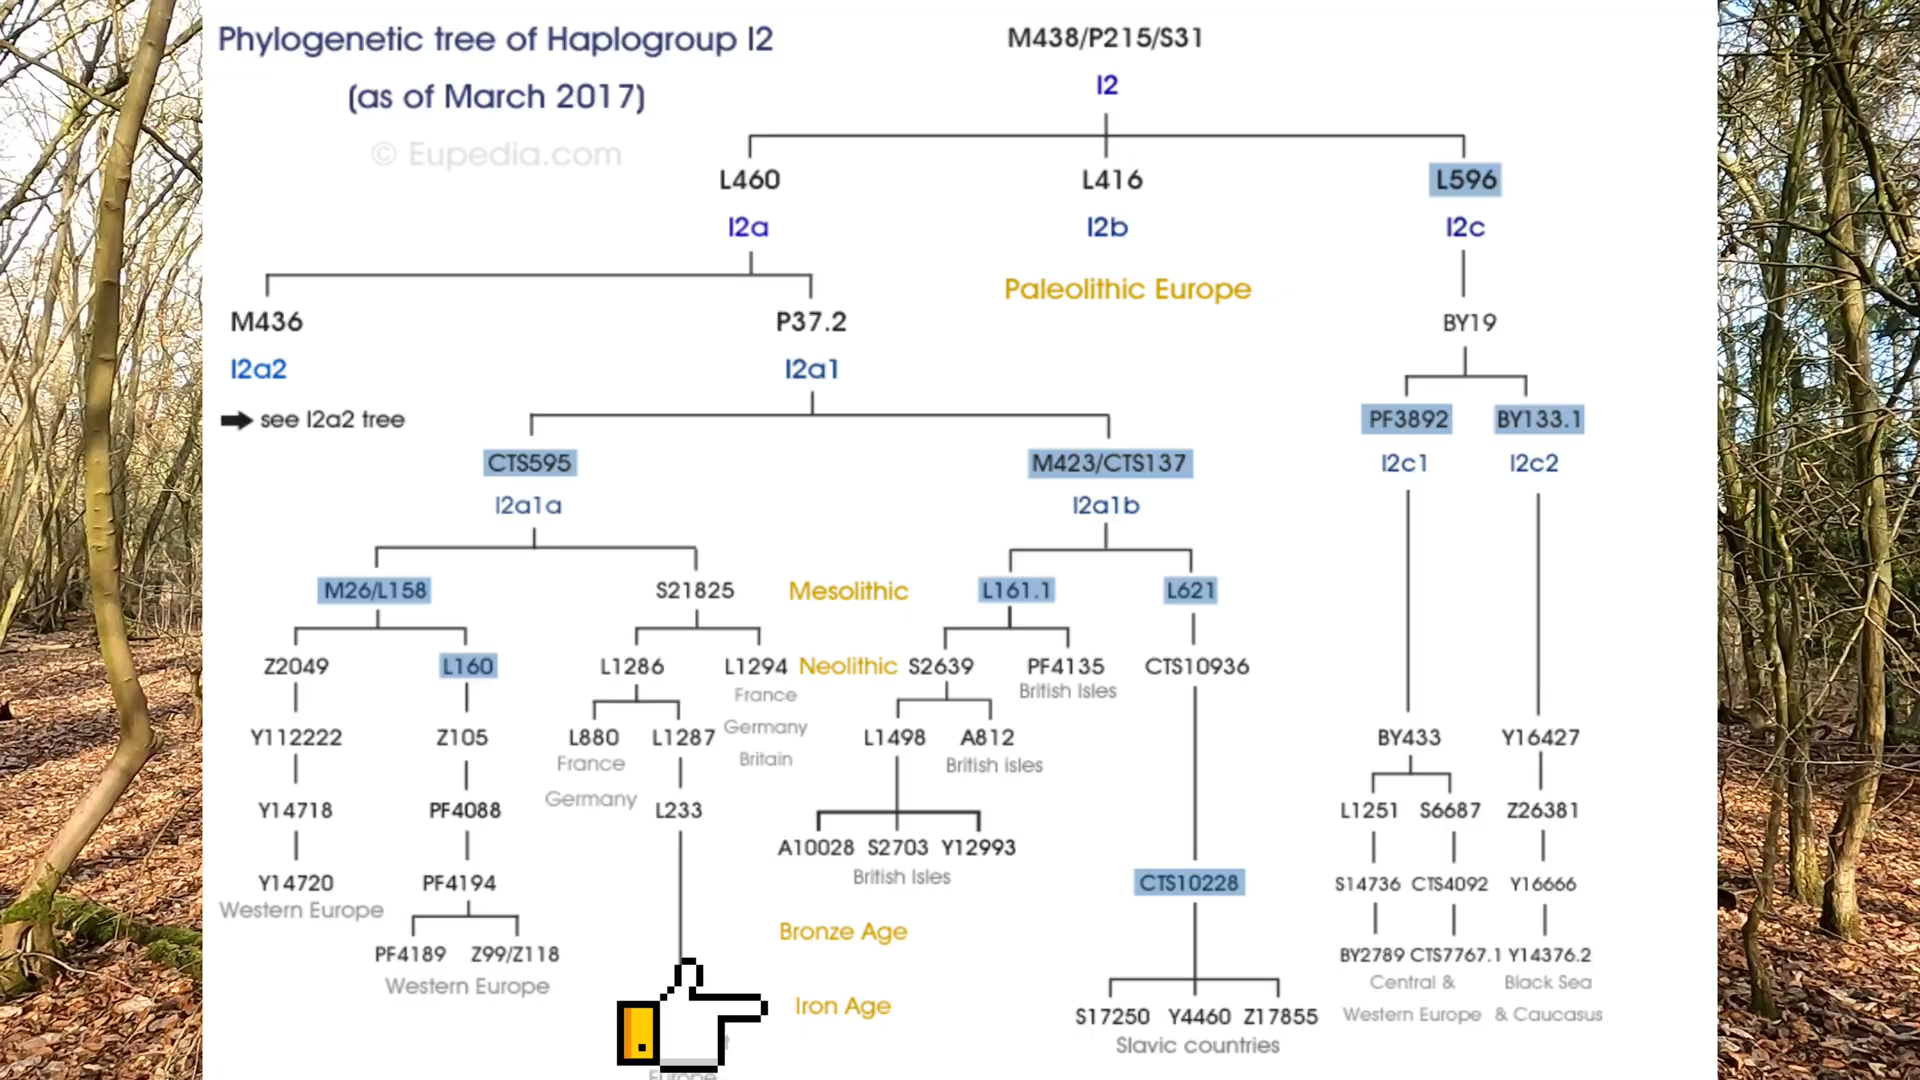 Phylogenetic tree of Haplogroup I2
(as of March 2017)
© Eupedia.com
M438/P215/S31
I2
L460 L416 L596
I2a I2b I2c
Paleolithic Europe
M436 P37.2 BY19
I2a2 I2a1
see I2a2 tree
PF3892 BY133.1
I2c1 I2c2
CTS595 M423/CTS137
I2a1a I2a1b
M26/L158 S21825 Mesolithic L161.1 L621
Z2049 L160 L1286 L1294 Neolithic S2639 PF4135 CTS10936
France
Germany
Britain
British Isles
Y112222 Z105 L880 L1287 L1498 A812 BY433 Y16427
France
Germany
British isles
Y14718 PF4088 L233 L1251 S6687 Z26381
A10028 S2703 Y12993
British Isles
Y14720 PF4194 CTS10228 S14736 CTS4092 Y16666
Western Europe
Bronze Age
PF4189 Z99/Z118 BY2789 CTS7767.1 Y14376.2
Western Europe
Central &
Western Europe
Black Sea
& Caucasus
Iron Age
S17250 Y4460 Z17855
Slavic countries
Europe